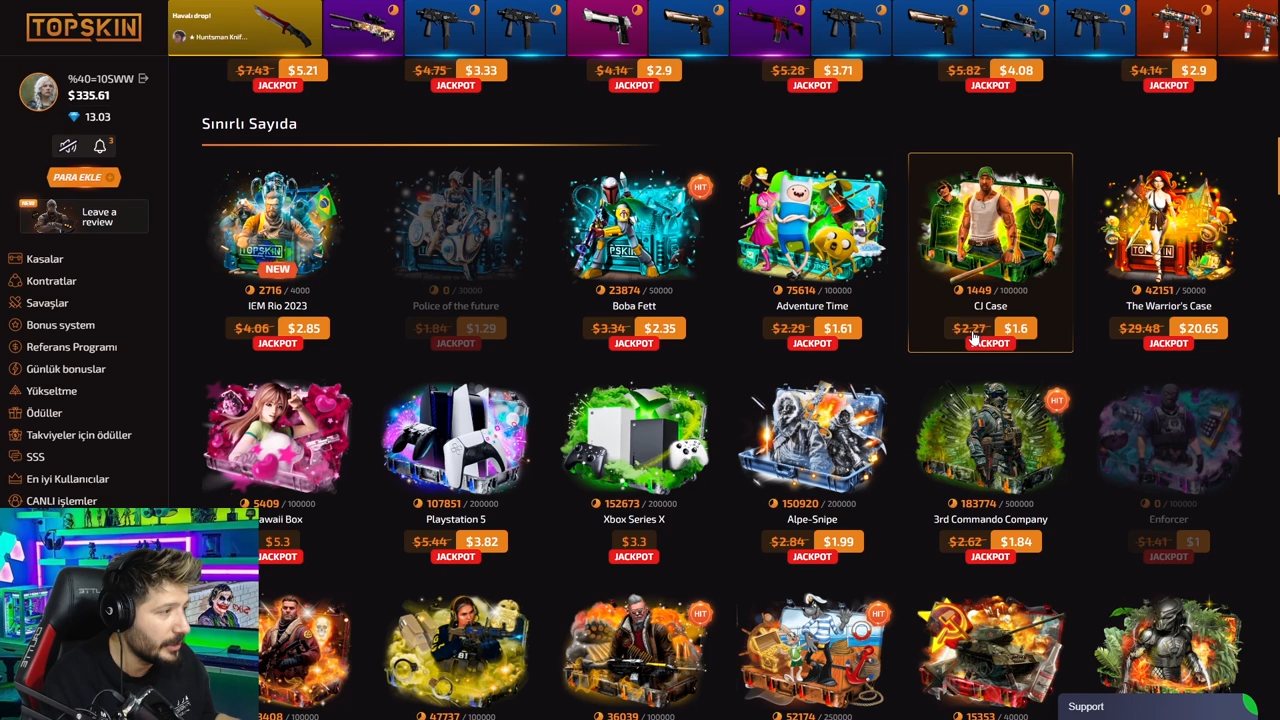 TOPSKIN
Havalı drop!
★ Huntsman Knif...
%40=10SWW
$335.61
13.03
3
PARA EKLE
NEW
Leave a
review
Kasalar
Kontratlar
Savaşlar
Bonus system
Referans Programı
Günlük bonuslar
Yükseltme
Ödüller
Takviyeler için ödüller
SSS
En iyi Kullanıcılar
CANLI işlemler
$7.43 $5.21
JACKPOT
$4.75 $3.33
JACKPOT
$4.14 $2.9
JACKPOT
$5.28 $3.71
JACKPOT
$5.82 $4.08
JACKPOT
$4.14 $2.9
JACKPOT
Sınırlı Sayıda
TOPSKIN
NEW
2716 / 4000
IEM Rio 2023
$4.06 $2.85
JACKPOT
0 / 30000
Police of the future
$1.84 $1.29
JACKPOT
HIT
23874 / 50000
Boba Fett
$3.34 $2.35
JACKPOT
75614 / 100000
Adventure Time
$2.29 $1.61
JACKPOT
1449 / 100000
CJ Case
$2.27 $1.6
JACKPOT
TOPSKIN
42151 / 50000
The Warrior's Case
$29.48 $20.65
JACKPOT
5409 / 100000
awaii Box
$5.3
JACKPOT
107851 / 200000
Playstation 5
$5.44 $3.82
JACKPOT
152673 / 200000
Xbox Series X
$3.3
JACKPOT
150920 / 200000
Alpe-Snipe
$2.84 $1.99
JACKPOT
HIT
183774 / 500000
3rd Commando Company
$2.62 $1.84
JACKPOT
0 / 100000
Enforcer
$1.41 $1
JACKPOT
HIT
HIT
3408 / 100000
47737 / 100000
36039 / 100000
52174 / 250000
15353 / 40000
Support